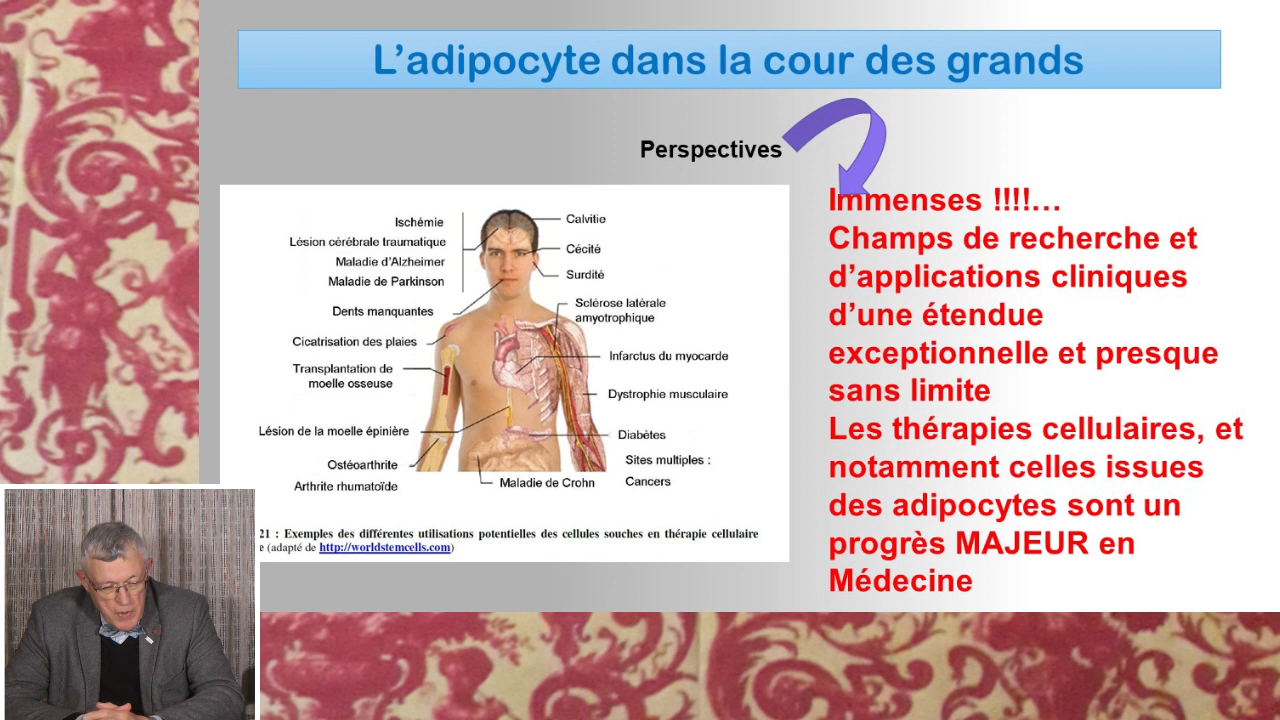 L’adipocyte dans la cour des grands
Perspectives
Immenses !!!!...
Champs de recherche et
d’applications cliniques
d’une étendue
exceptionnelle et presque
sans limite
Les thérapies cellulaires, et
notamment celles issues
des adipocytes sont un
progrès MAJEUR en
Médecine
Ischémie
Lésion cérébrale traumatique
Maladie d’Alzheimer
Maladie de Parkinson
Dents manquantes
Cicatrisation des plaies
Transplantation de
moelle osseuse
Lésion de la moelle épinière
Ostéoarthrite
Arthrite rhumatoïde
Calvitie
Cécité
Surdité
Sclérose latérale
amyotrophique
Infarctus du myocarde
Dystrophie musculaire
Diabètes
Sites multiples :
Cancers
Maladie de Crohn
21 : Exemples des différentes utilisations potentielles des cellules souches en thérapie cellulaire
e (adapté de http://worldstemcells.com)